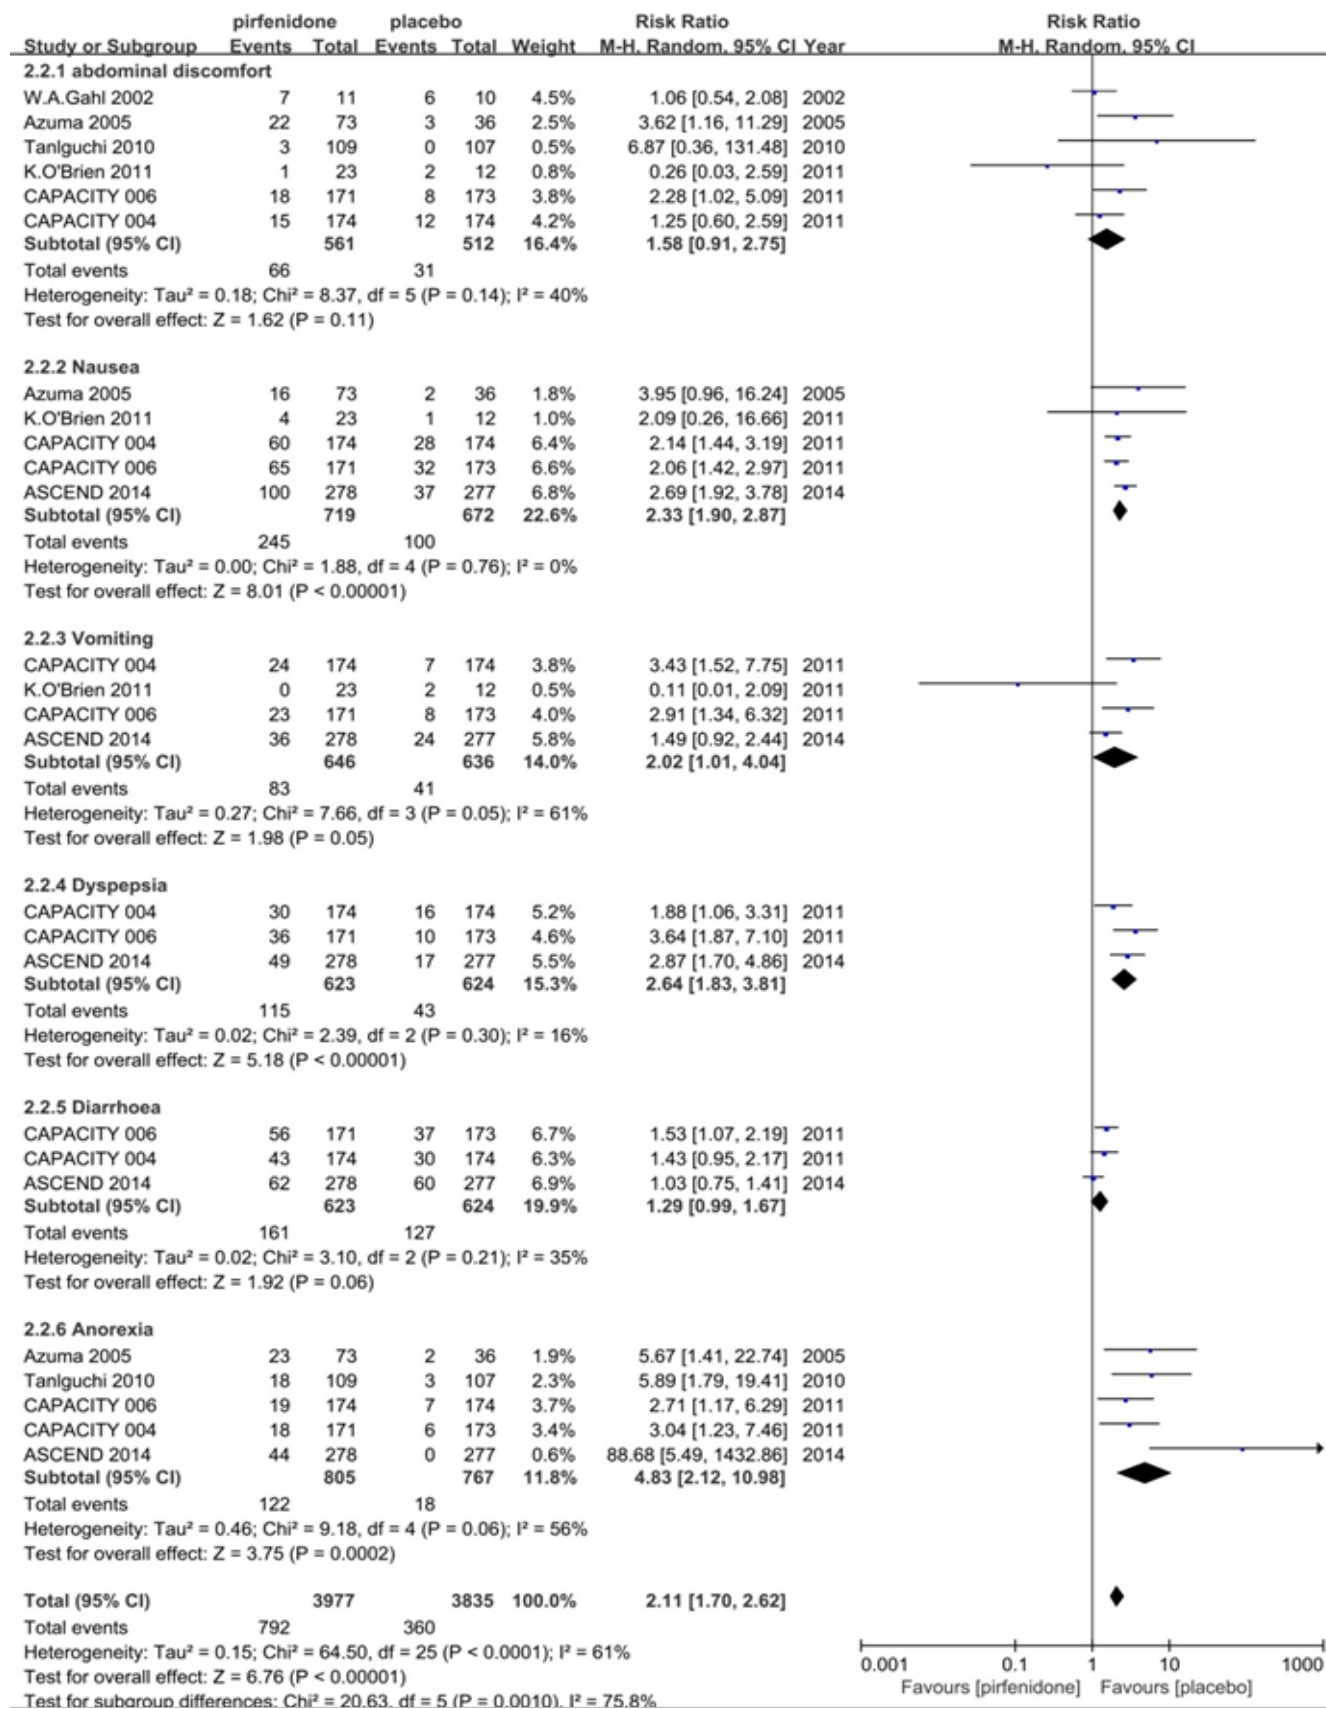 pirfenidone placebo Risk Ratio Risk Ratio
Study or Subgroup Events Total Events Total Weight M-H, Random, 95% CI Year M-H, Random, 95% CI
2.2.1 abdominal discomfort
W.A.Gahl 2002 7 11 6 10 4.5% 1.06 [0.54, 2.08] 2002
Azuma 2005 22 73 3 36 2.5% 3.62 [1.16, 11.29] 2005
TanIguchi 2010 3 109 0 107 0.5% 6.87 [0.36, 131.48] 2010
K.O'Brien 2011 1 23 2 12 0.8% 0.26 [0.03, 2.59] 2011
CAPACITY 006 18 171 8 173 3.8% 2.28 [1.02, 5.09] 2011
CAPACITY 004 15 174 12 174 4.2% 1.25 [0.60, 2.59] 2011
Subtotal (95% CI) 561 512 16.4% 1.58 [0.91, 2.75]
Total events 66 31
Heterogeneity: Tau² = 0.18; Chi² = 8.37, df = 5 (P = 0.14); I² = 40%
Test for overall effect: Z = 1.62 (P = 0.11)
2.2.2 Nausea
Azuma 2005 16 73 2 36 1.8% 3.95 [0.96, 16.24] 2005
K.O'Brien 2011 4 23 1 12 1.0% 2.09 [0.26, 16.66] 2011
CAPACITY 004 60 174 28 174 6.4% 2.14 [1.44, 3.19] 2011
CAPACITY 006 65 171 32 173 6.6% 2.06 [1.42, 2.97] 2011
ASCEND 2014 100 278 37 277 6.8% 2.69 [1.92, 3.78] 2014
Subtotal (95% CI) 719 672 22.6% 2.33 [1.90, 2.87]
Total events 245 100
Heterogeneity: Tau² = 0.00; Chi² = 1.88, df = 4 (P = 0.76); I² = 0%
Test for overall effect: Z = 8.01 (P < 0.00001)
2.2.3 Vomiting
CAPACITY 004 24 174 7 174 3.8% 3.43 [1.52, 7.75] 2011
K.O'Brien 2011 0 23 2 12 0.5% 0.11 [0.01, 2.09] 2011
CAPACITY 006 23 171 8 173 4.0% 2.91 [1.34, 6.32] 2011
ASCEND 2014 36 278 24 277 5.8% 1.49 [0.92, 2.44] 2014
Subtotal (95% CI) 646 636 14.0% 2.02 [1.01, 4.04]
Total events 83 41
Heterogeneity: Tau² = 0.27; Chi² = 7.66, df = 3 (P = 0.05); I² = 61%
Test for overall effect: Z = 1.98 (P = 0.05)
2.2.4 Dyspepsia
CAPACITY 004 30 174 16 174 5.2% 1.88 [1.06, 3.31] 2011
CAPACITY 006 36 171 10 173 4.6% 3.64 [1.87, 7.10] 2011
ASCEND 2014 49 278 17 277 5.5% 2.87 [1.70, 4.86] 2014
Subtotal (95% CI) 623 624 15.3% 2.64 [1.83, 3.81]
Total events 115 43
Heterogeneity: Tau² = 0.02; Chi² = 2.39, df = 2 (P = 0.30); I² = 16%
Test for overall effect: Z = 5.18 (P < 0.00001)
2.2.5 Diarrhoea
CAPACITY 006 56 171 37 173 6.7% 1.53 [1.07, 2.19] 2011
CAPACITY 004 43 174 30 174 6.3% 1.43 [0.95, 2.17] 2011
ASCEND 2014 62 278 60 277 6.9% 1.03 [0.75, 1.41] 2014
Subtotal (95% CI) 623 624 19.9% 1.29 [0.99, 1.67]
Total events 161 127
Heterogeneity: Tau² = 0.02; Chi² = 3.10, df = 2 (P = 0.21); I² = 35%
Test for overall effect: Z = 1.92 (P = 0.06)
2.2.6 Anorexia
Azuma 2005 23 73 2 36 1.9% 5.67 [1.41, 22.74] 2005
TanIguchi 2010 18 109 3 107 2.3% 5.89 [1.79, 19.41] 2010
CAPACITY 006 19 174 7 174 3.7% 2.71 [1.17, 6.29] 2011
CAPACITY 004 18 171 6 173 3.4% 3.04 [1.23, 7.46] 2011
ASCEND 2014 44 278 0 277 0.6% 88.68 [5.49, 1432.86] 2014
Subtotal (95% CI) 805 767 11.8% 4.83 [2.12, 10.98]
Total events 122 18
Heterogeneity: Tau² = 0.46; Chi² = 9.18, df = 4 (P = 0.06); I² = 56%
Test for overall effect: Z = 3.75 (P = 0.0002)
Total (95% CI) 3977 3835 100.0% 2.11 [1.70, 2.62]
Total events 792 360
Heterogeneity: Tau² = 0.15; Chi² = 64.50, df = 25 (P < 0.0001); I² = 61%
Test for overall effect: Z = 6.76 (P < 0.00001)
Test for subgroup differences: Chi² = 20.63, df = 5 (P = 0.0010), I² = 75.8%
0.001 0.1 1 10 1000
Favours [pirfenidone] Favours [placebo]